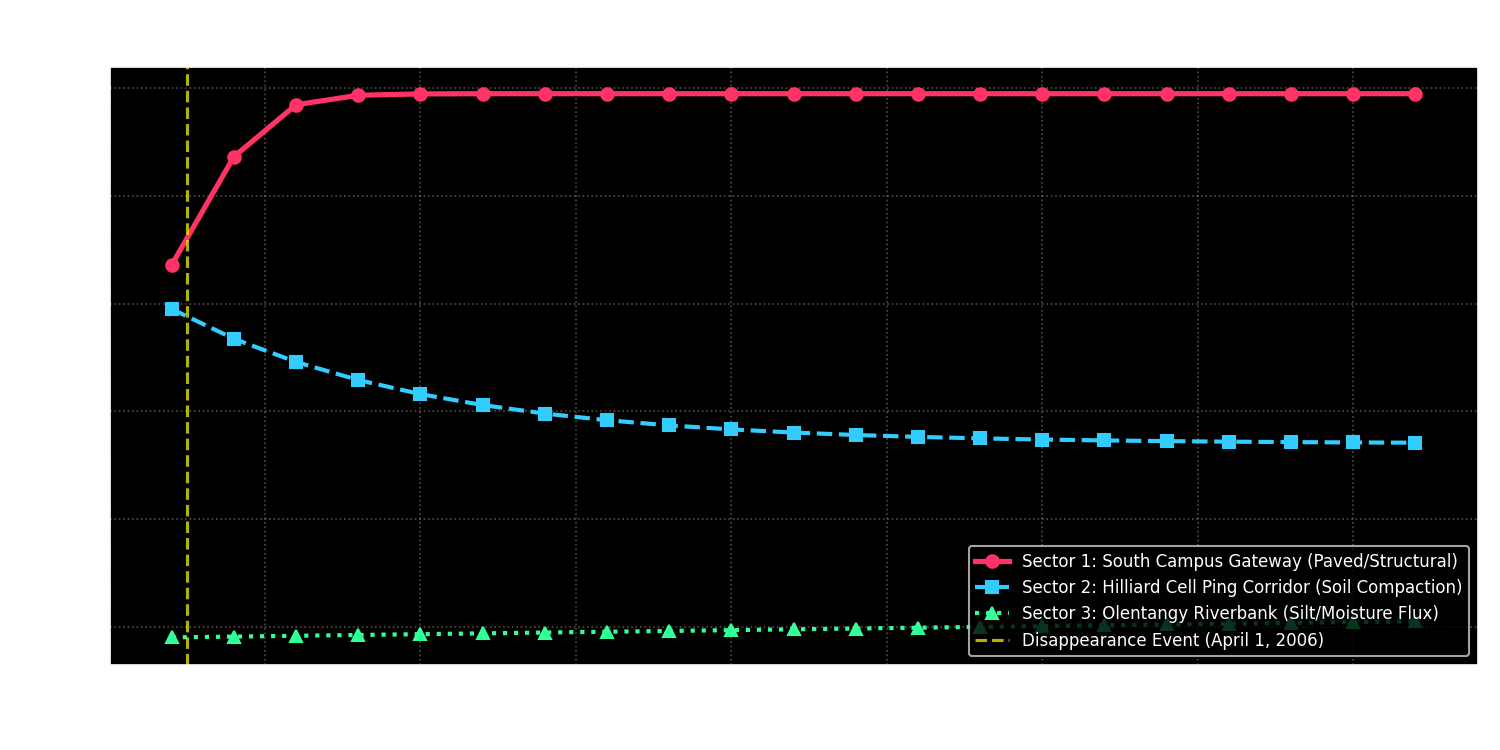 Sector 1: South Campus Gateway (Paved/Structural)
Sector 2: Hilliard Cell Ping Corridor (Soil Compaction)
Sector 3: Olentangy Riverbank (Silt/Moisture Flux)
Disappearance Event (April 1, 2006)